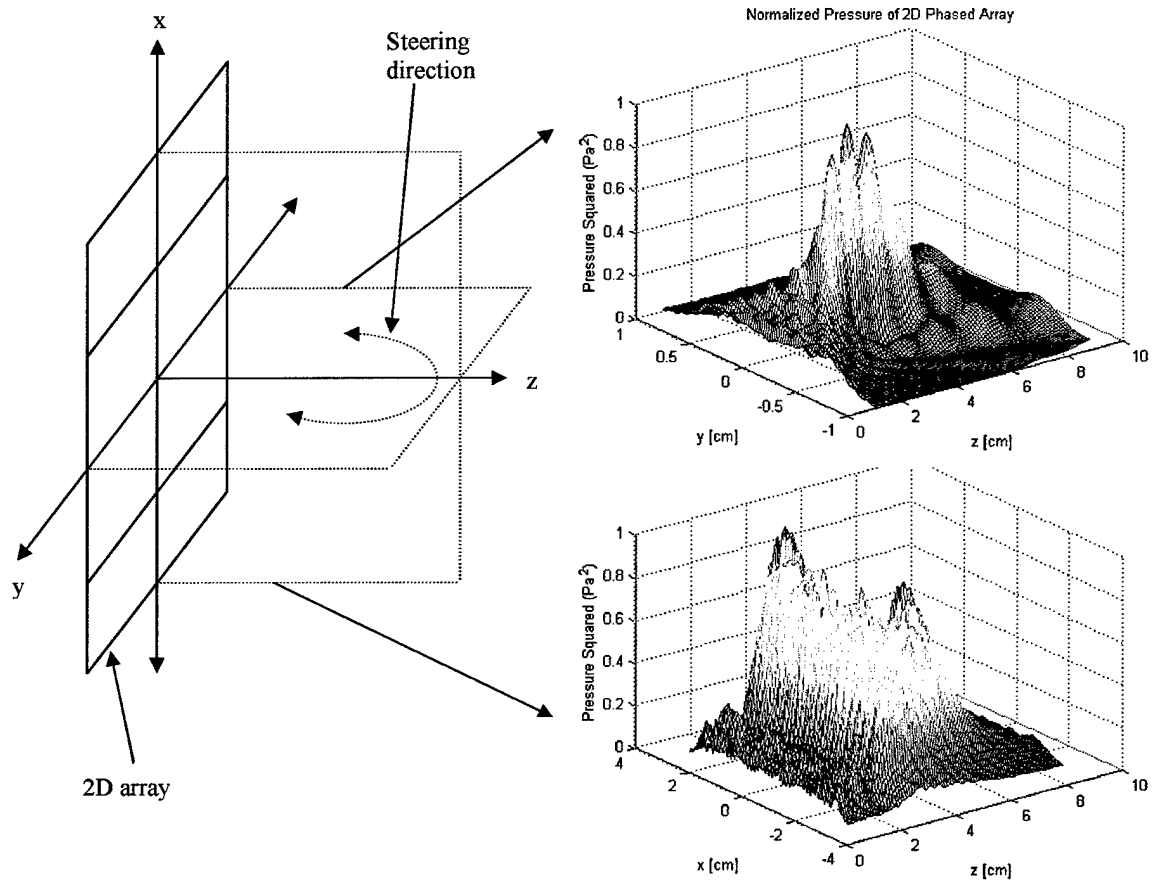 x
Steering
direction
z
y
2D array
Normalized Pressure of 2D Phased Array
Pressure Squared (Pa²)
1
0.8
0.6
0.4
0.2
0
1
0.5
0
-0.5
-1
y [cm]
0
2
4
6
8
10
z [cm]
Pressure Squared (Pa²)
1
0.8
0.6
0.4
0.2
0
4
2
0
-2
-4
x [cm]
0
2
4
6
8
10
z [cm]